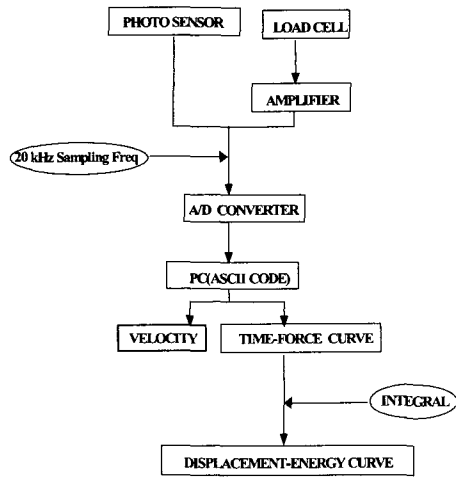 PHOTO SENSOR
LOAD CELL
AMPLIFIER
20 kHz Sampling Freq
A/D CONVERTER
PC(ASCII CODE)
VELOCITY
TIME-FORCE CURVE
INTEGRAL
DISPLACEMENT-ENERGY CURVE